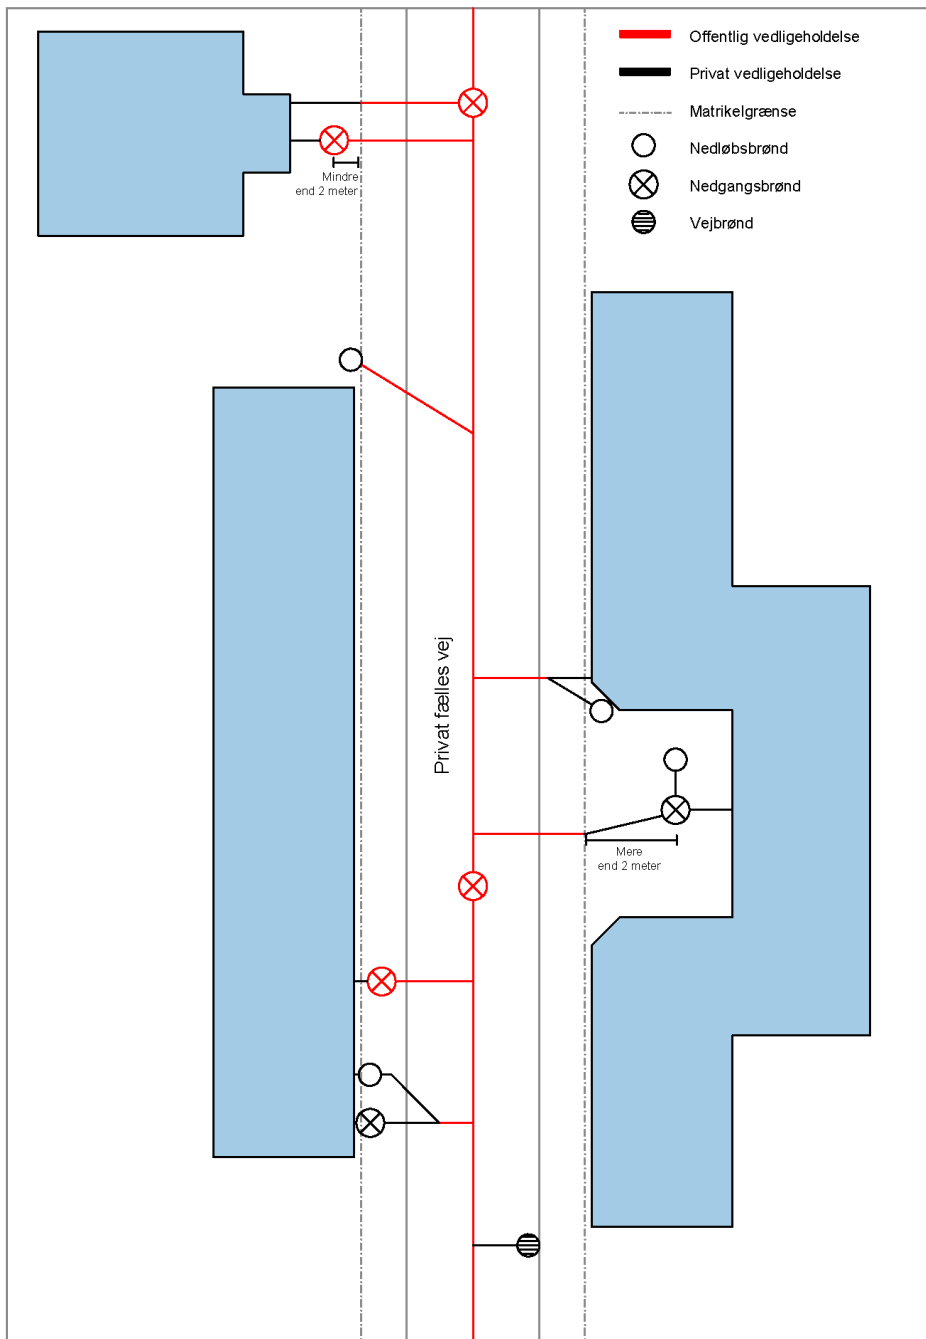 Offentlig vedligeholdelse
Privat vedligeholdelse
Matrikelgrænse
Nedløbsbrønd
Nedgangsbrønd
Vejbrønd
Mindre
end 2 meter
Privat fælles vej
Mere
end 2 meter